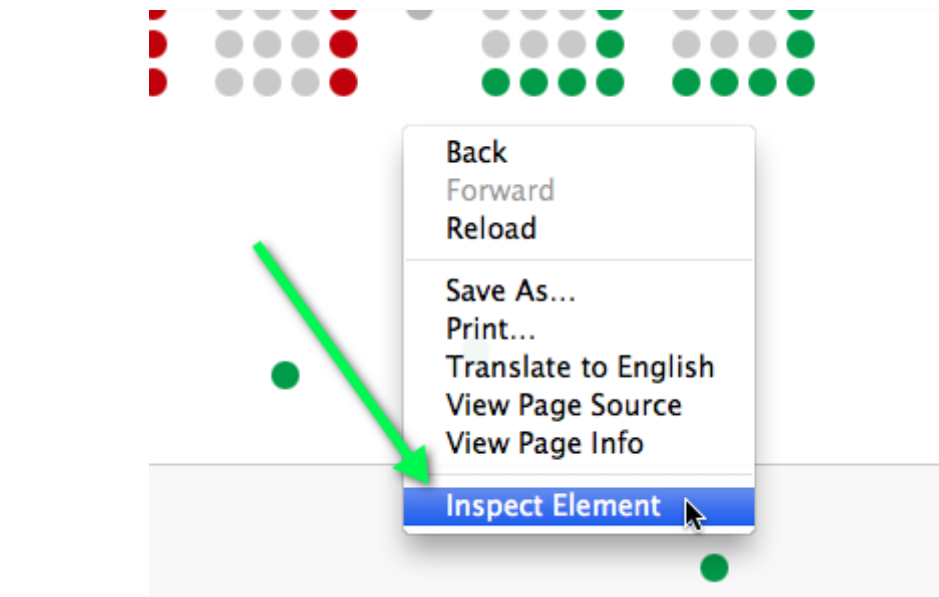 Back
Forward
Reload
Save As...
Print...
Translate to English
View Page Source
View Page Info
Inspect Element